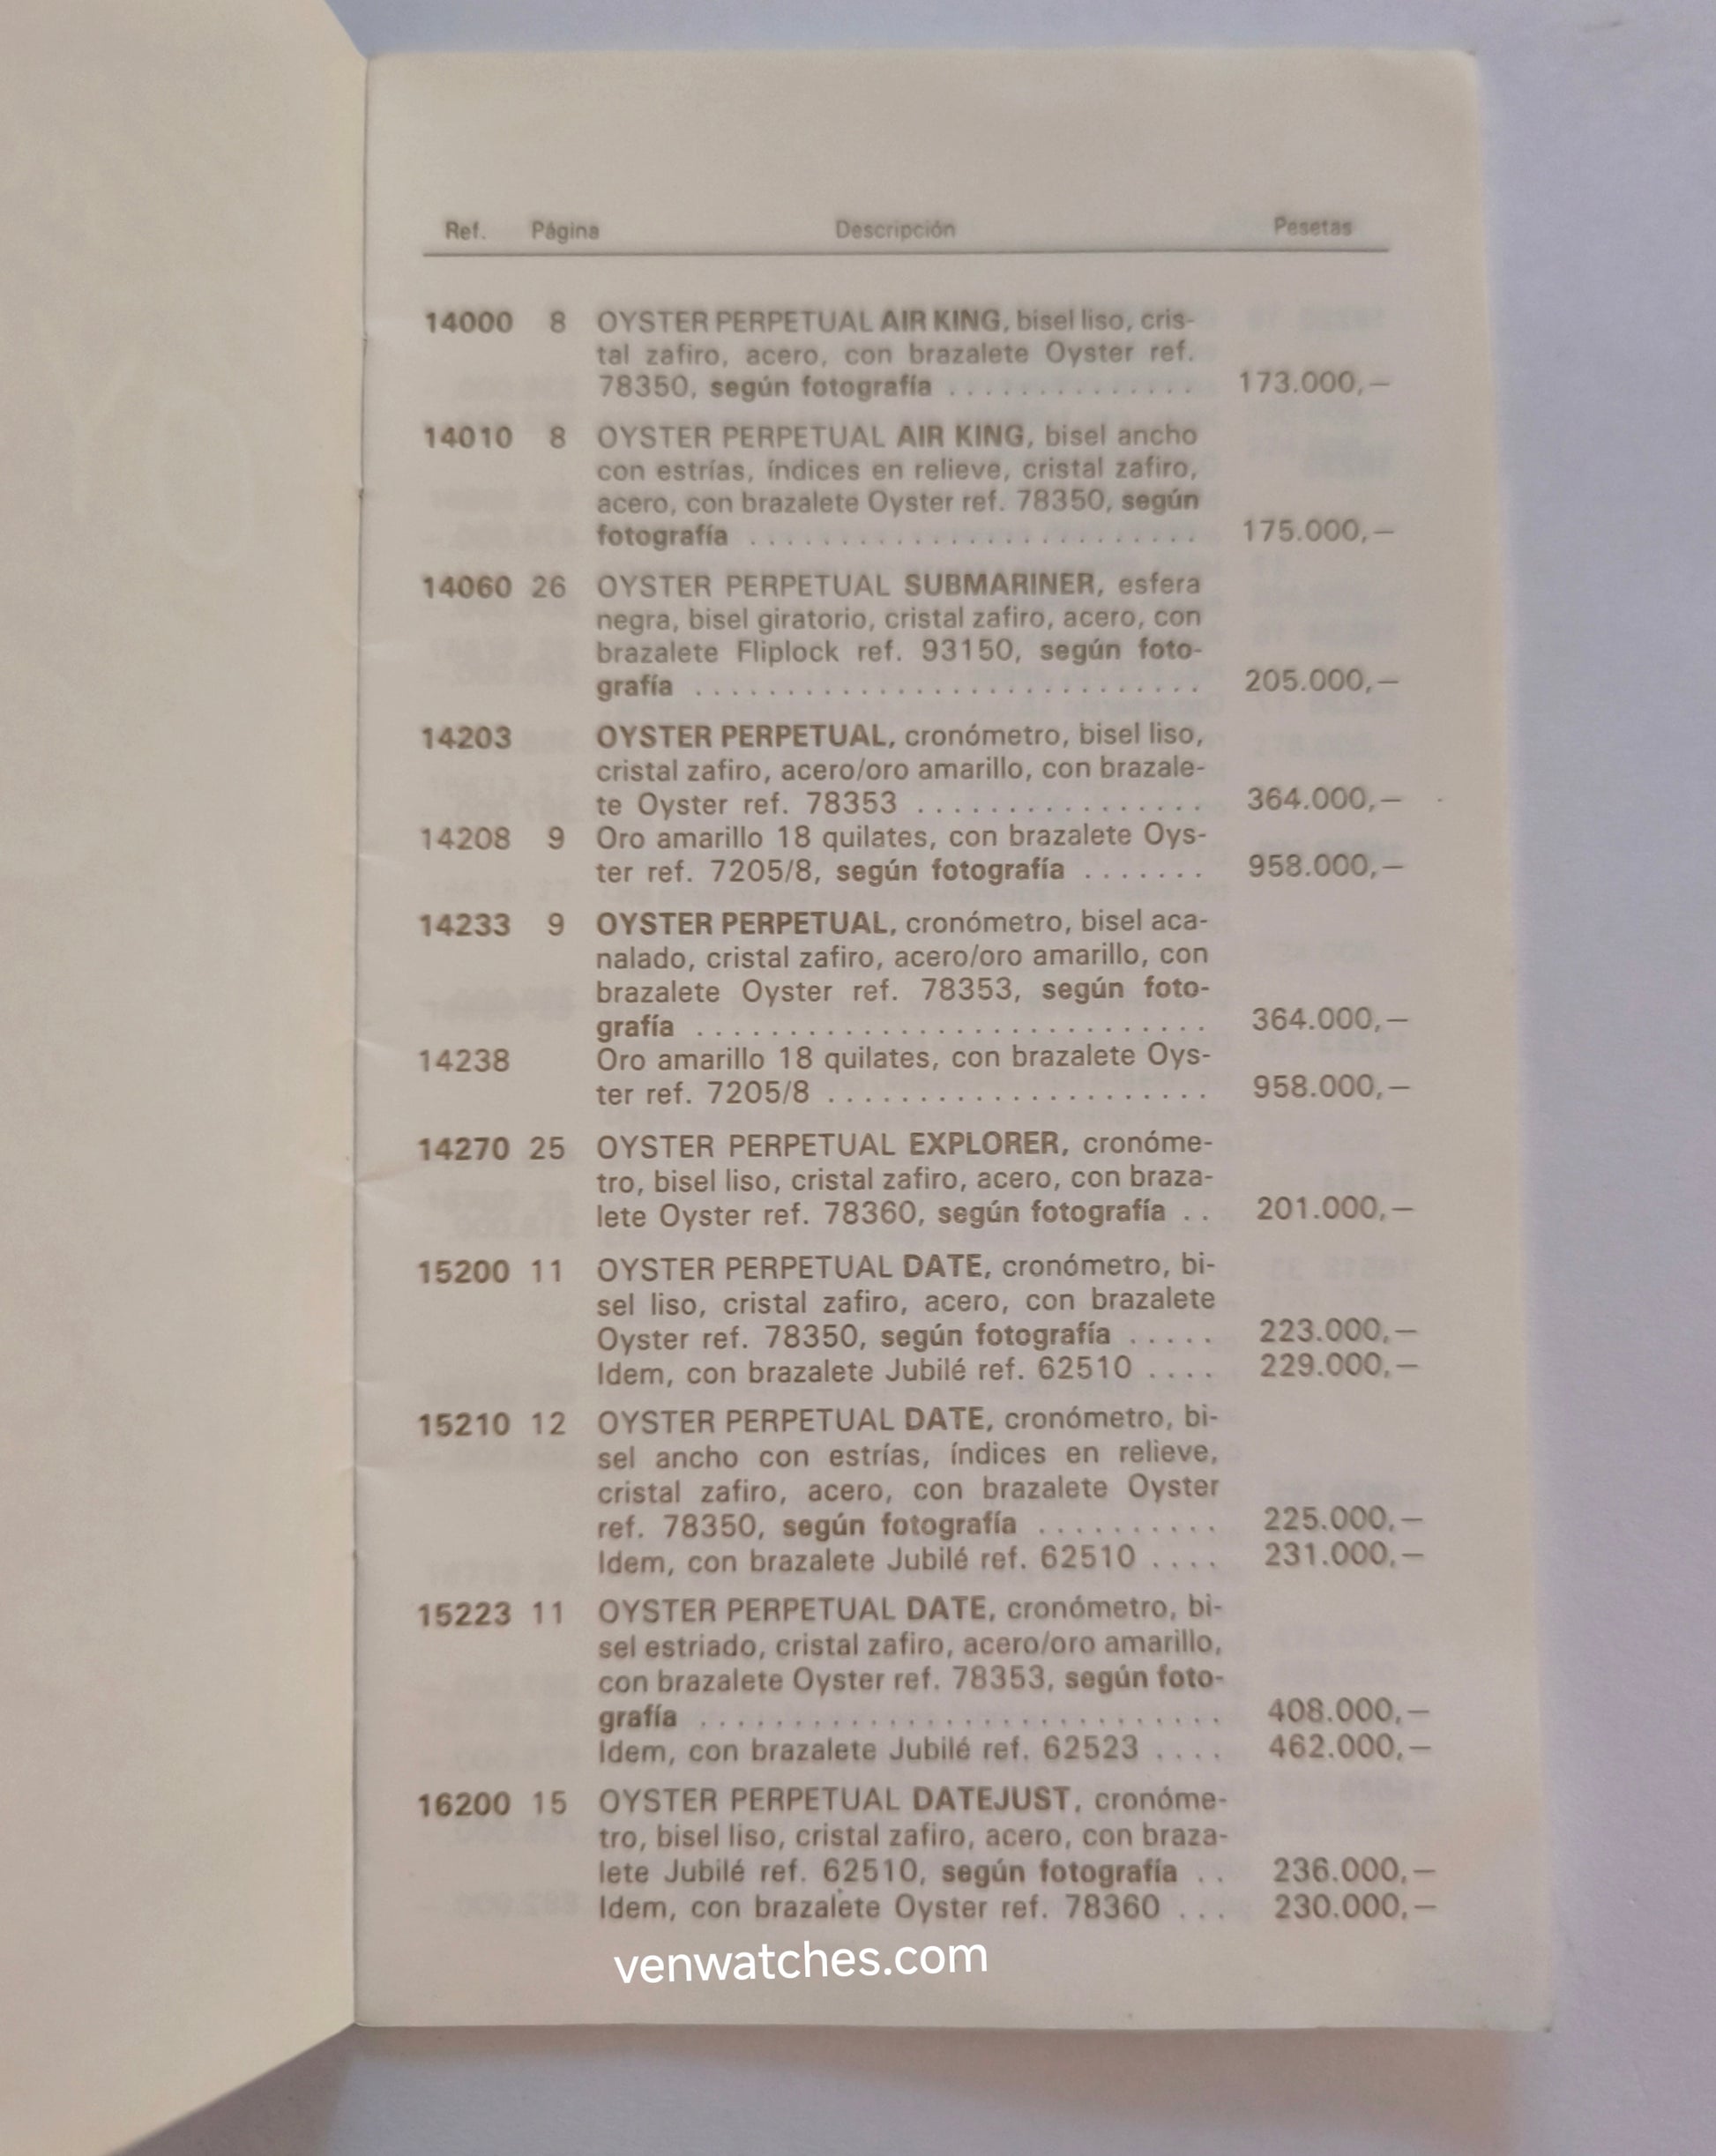 Ref. Página Descripción Pesetas
14000 8 OYSTER PERPETUAL AIR KING, bisel liso, cris-
tal zafiro, acero, con brazalete Oyster ref.
78350, según fotografía . . . . . . . . . . . . . . 173.000,—
14010 8 OYSTER PERPETUAL AIR KING, bisel ancho
con estrías, índices en relieve, cristal zafiro,
acero, con brazalete Oyster ref. 78350, según
fotografía . . . . . . . . . . . . . . . . . . . . . . . . . 175.000,—
14060 26 OYSTER PERPETUAL SUBMARINER, esfera
negra, bisel giratorio, cristal zafiro, acero, con
brazalete Fliplock ref. 93150, según foto-
grafía . . . . . . . . . . . . . . . . . . . . . . . . . . . . 205.000,—
14203 OYSTER PERPETUAL, cronómetro, bisel liso,
cristal zafiro, acero/oro amarillo, con brazale-
te Oyster ref. 78353 . . . . . . . . . . . . . . . . 364.000,—
14208 9 Oro amarillo 18 quilates, con brazalete Oys-
ter ref. 7205/8, según fotografía . . . . . . . 958.000,—
14233 9 OYSTER PERPETUAL, cronómetro, bisel aca-
nalado, cristal zafiro, acero/oro amarillo, con
brazalete Oyster ref. 78353, según foto-
grafía . . . . . . . . . . . . . . . . . . . . . . . . . . . . 364.000,—
14238 Oro amarillo 18 quilates, con brazalete Oys-
ter ref. 7205/8 . . . . . . . . . . . . . . . . . . . . . 958.000,—
14270 25 OYSTER PERPETUAL EXPLORER, cronóme-
tro, bisel liso, cristal zafiro, acero, con braza-
lete Oyster ref. 78360, según fotografía . . 201.000,—
15200 11 OYSTER PERPETUAL DATE, cronómetro, bi-
sel liso, cristal zafiro, acero, con brazalete
Oyster ref. 78350, según fotografía . . . . . 223.000,—
Idem, con brazalete Jubilé ref. 62510 . . . . 229.000,—
15210 12 OYSTER PERPETUAL DATE, cronómetro, bi-
sel ancho con estrías, índices en relieve,
cristal zafiro, acero, con brazalete Oyster
ref. 78350, según fotografía . . . . . . . . . . 225.000,—
Idem, con brazalete Jubilé ref. 62510 . . . . 231.000,—
15223 11 OYSTER PERPETUAL DATE, cronómetro, bi-
sel estriado, cristal zafiro, acero/oro amarillo,
con brazalete Oyster ref. 78353, según foto-
grafía . . . . . . . . . . . . . . . . . . . . . . . . . . . . 408.000,—
Idem, con brazalete Jubilé ref. 62523 . . . . 462.000,—
16200 15 OYSTER PERPETUAL DATEJUST, cronóme-
tro, bisel liso, cristal zafiro, acero, con braza-
lete Jubilé ref. 62510, según fotografía . . 236.000,—
Idem, con brazalete Oyster ref. 78360 . . . 230.000,—
venwatches.com